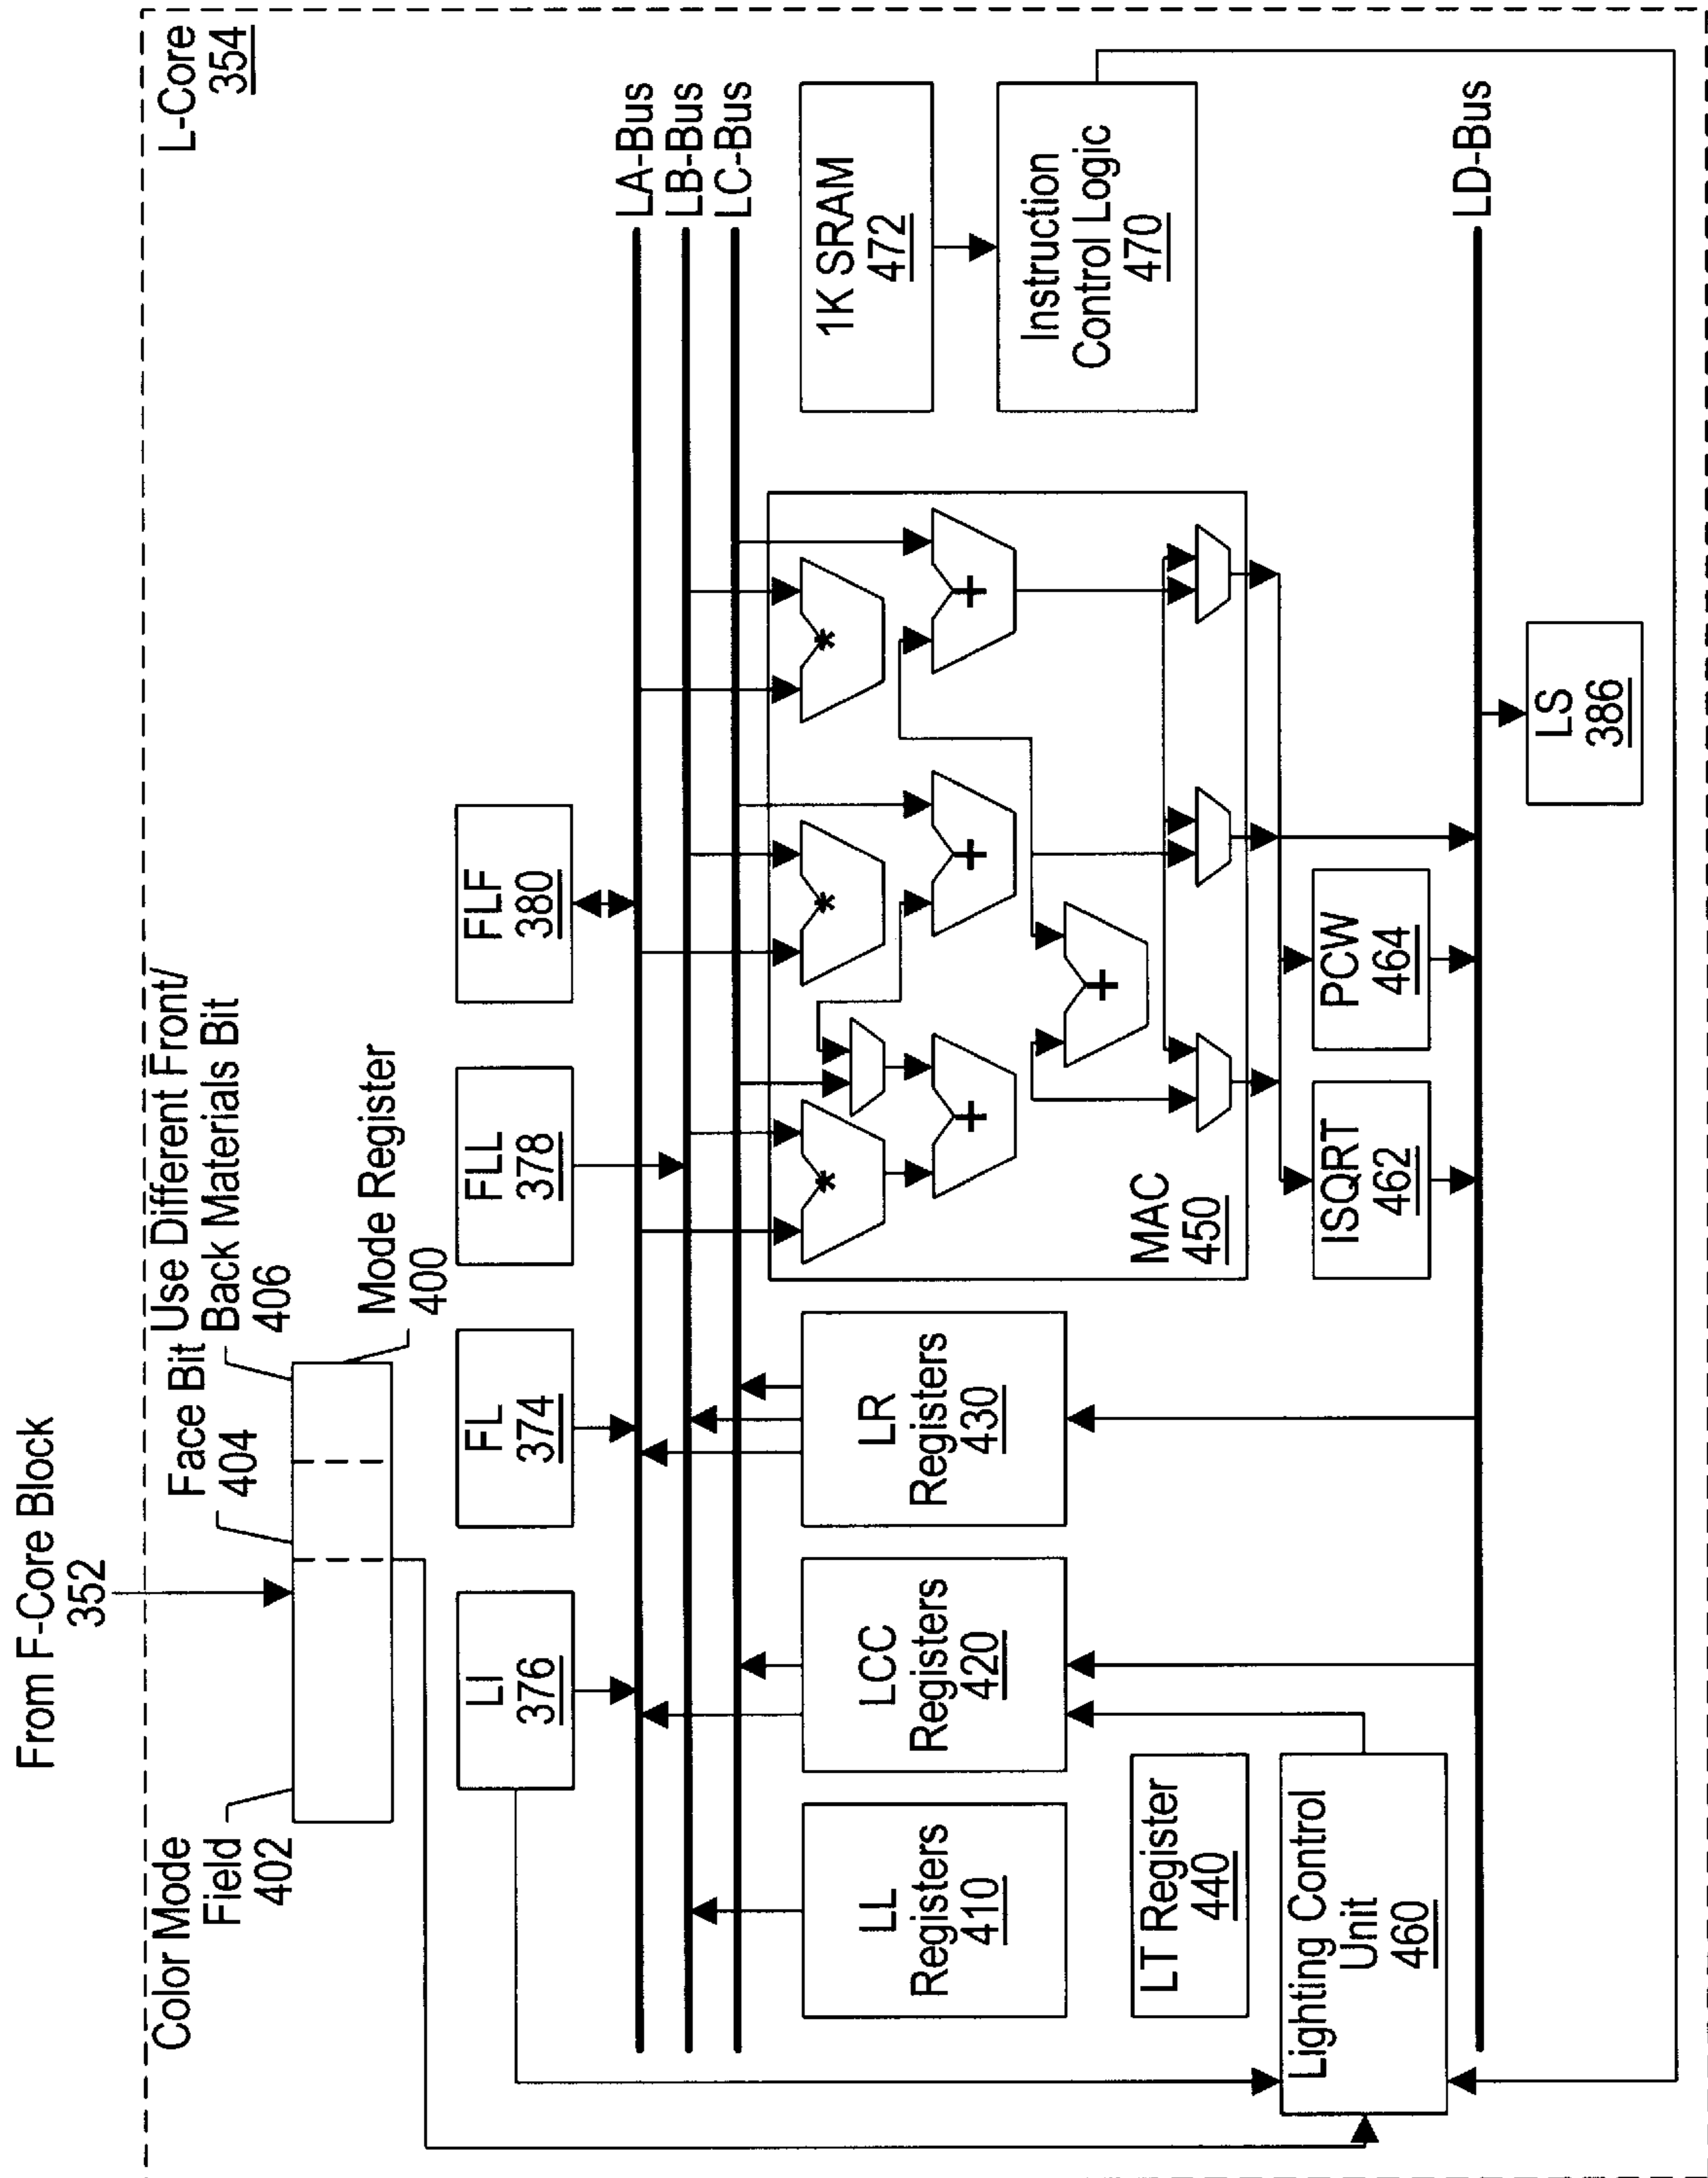 From F-Core Block
352
L-Core
354
Color Mode
Field
402
Face Bit
404
Use Different Front/
Back Materials Bit
406
Mode Register
400
LI
376
FL
374
FLL
378
FLF
380
LA-Bus
LB-Bus
LC-Bus
LL
Registers
410
LCC
Registers
420
LR
Registers
430
*
*
*
+
+
+
+
MAC
450
1K SRAM
472
Instruction
Control Logic
470
LT Register
440
Lighting Control
Unit
460
ISQRT
462
PCW
464
LD-Bus
LS
386